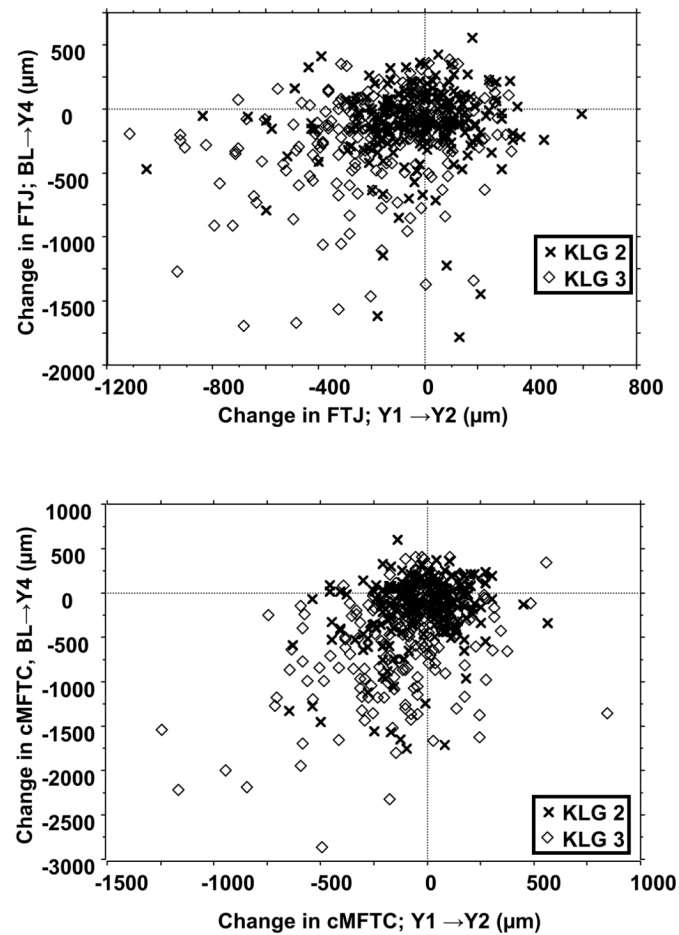 Change in FTJ; BL→Y4 (µm)
500
0
-500
-1000
-1500
-2000
KLG 2
KLG 3
-1200 -800 -400 0 400 800
Change in FTJ; Y1 →Y2 (µm)
Change in cMFTC, BL→Y4 (µm)
1000
500
0
-500
-1000
-1500
-2000
-2500
-3000
KLG 2
KLG 3
-1500 -1000 -500 0 500 1000
Change in cMFTC; Y1 →Y2 (µm)